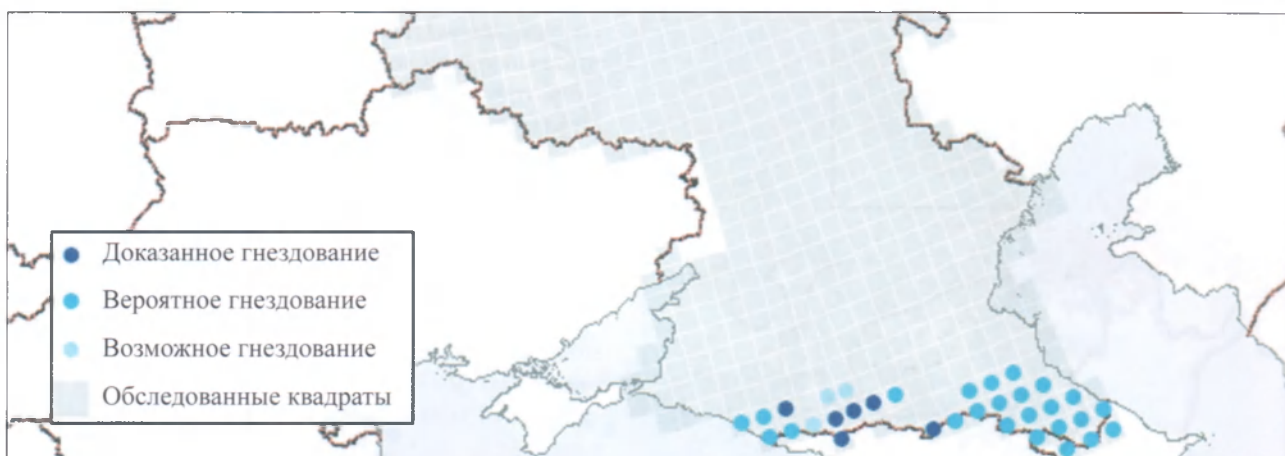 Доказанное гнездование
Вероятное гнездование
Возможное гнездование
Обследованные квадраты